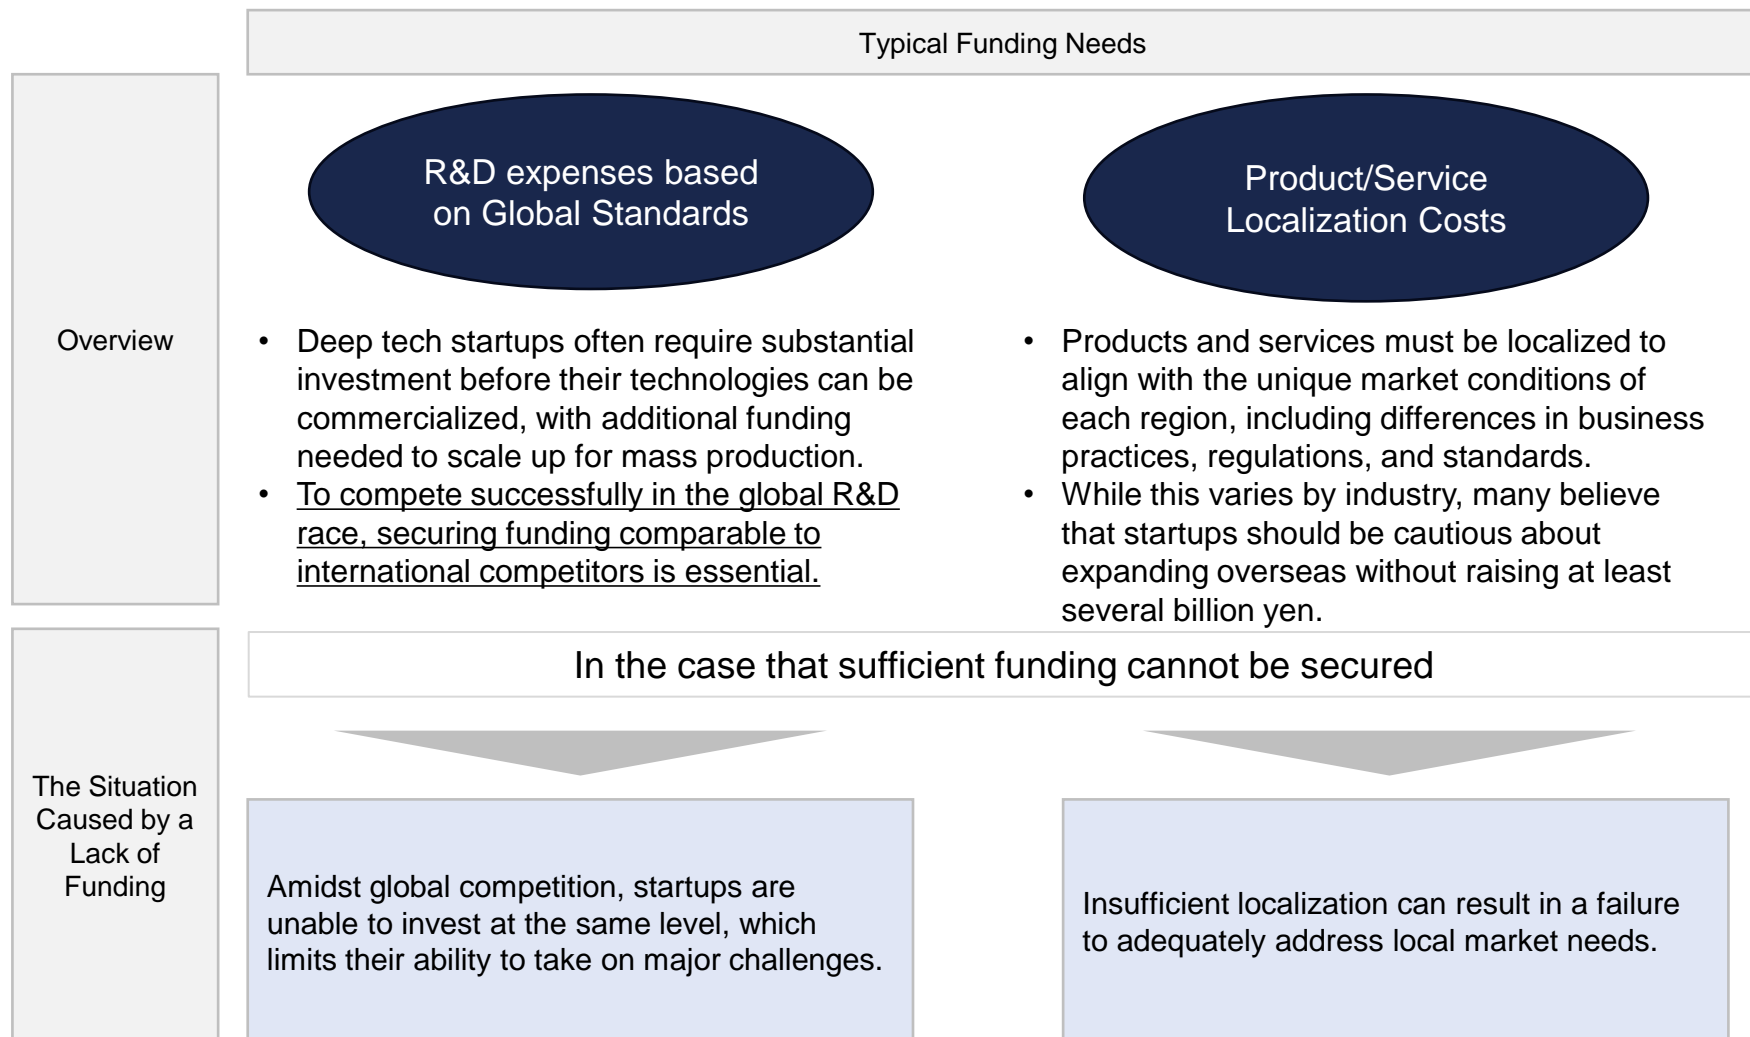 Typical Funding Needs
Overview
R&D expenses based
on Global Standards
• Deep tech startups often require substantial
investment before their technologies can be
commercialized, with additional funding
needed to scale up for mass production.
• To compete successfully in the global R&D
race, securing funding comparable to
international competitors is essential.
Product/Service
Localization Costs
• Products and services must be localized to
align with the unique market conditions of
each region, including differences in business
practices, regulations, and standards.
• While this varies by industry, many believe
that startups should be cautious about
expanding overseas without raising at least
several billion yen.
The Situation
Caused by a
Lack of
Funding
In the case that sufficient funding cannot be secured
Amidst global competition, startups are
unable to invest at the same level, which
limits their ability to take on major challenges.
Insufficient localization can result in a failure
to adequately address local market needs.